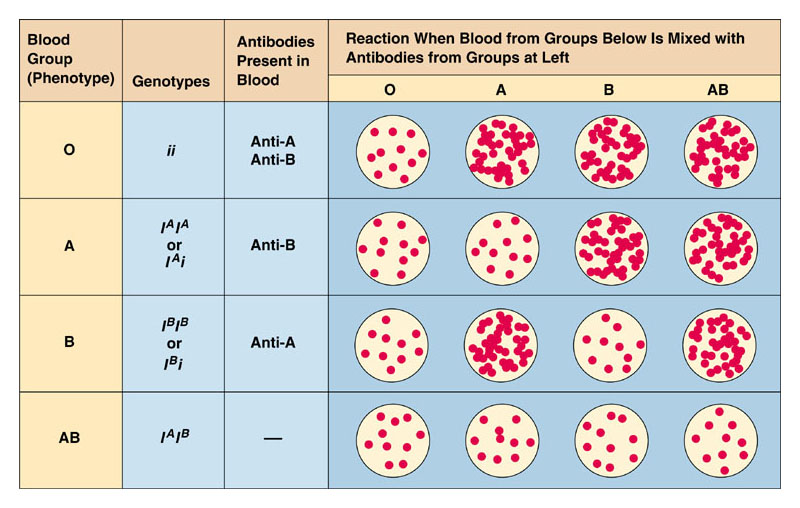 Blood
Group
(Phenotype)
Genotypes
Antibodies
Present in
Blood
Reaction When Blood from Groups Below Is Mixed with
Antibodies from Groups at Left
O A B AB
O
ii
Anti-A
Anti-B
A
IᴬIᴬ
or
Iᴬi
Anti-B
B
IᴮIᴮ
or
Iᴮi
Anti-A
AB
IᴬIᴮ
—